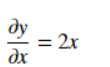 ∂y/∂x = 2x